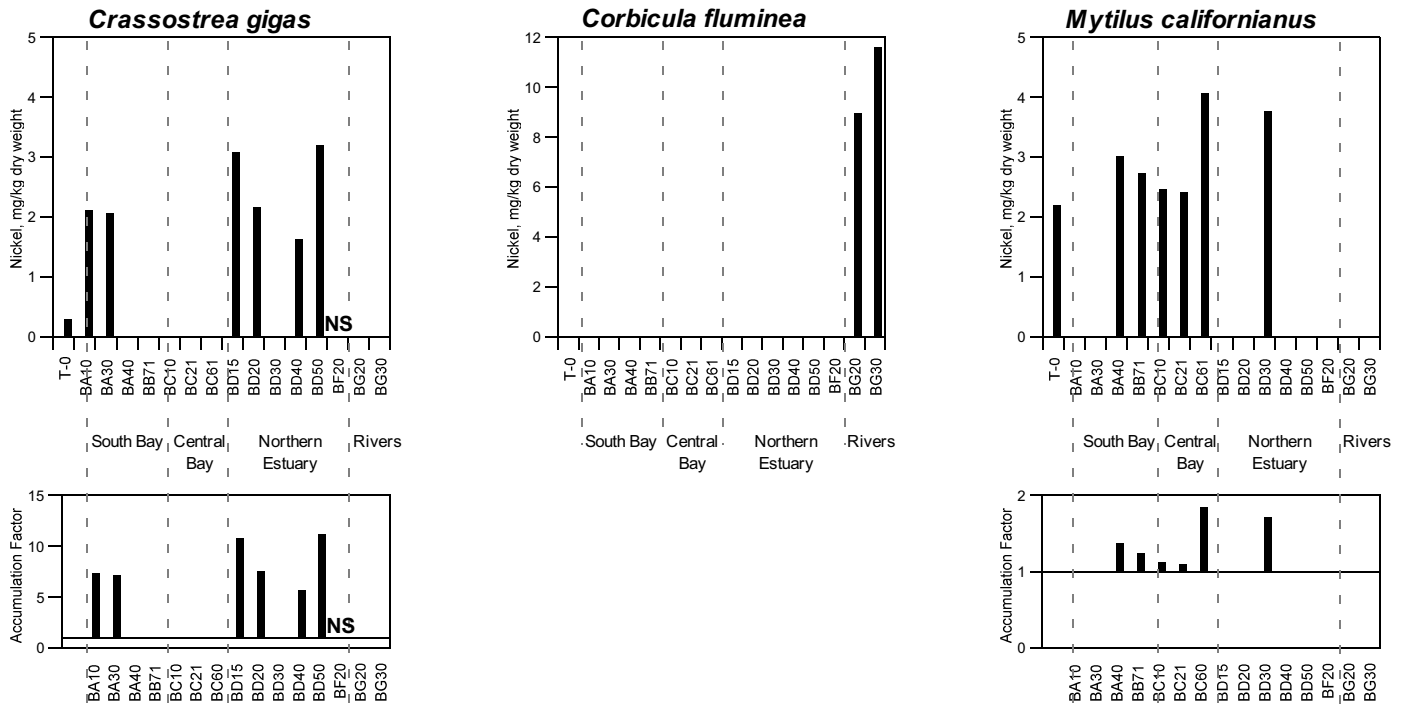 Crassostrea gigas
5
4
3
2
1
0
Nickel, mg/kg dry weight
NS
T-0
BA10
BA30
BA40
BB71
BC10
BC21
BC61
BD15
BD20
BD30
BD40
BD50
BF20
BG20
BG30
South Bay
Central
Bay
Northern
Estuary
Rivers
15
10
5
0
Accumulation Factor
NS
BA10
BA30
BA40
BB71
BC10
BC21
BC60
BD15
BD20
BD30
BD40
BD50
BF20
BG20
BG30
Corbicula fluminea
12
10
8
6
4
2
0
Nickel, mg/kg dry weight
T-0
BA10
BA30
BA40
BB71
BC10
BC21
BC61
BD15
BD20
BD30
BD40
BD50
BF20
BG20
BG30
South Bay
Central
Bay
Northern
Estuary
Rivers
Mytilus californianus
5
4
3
2
1
0
Nickel, mg/kg dry weight
T-0
BA10
BA30
BA40
BB71
BC10
BC21
BC61
BD15
BD20
BD30
BD40
BD50
BF20
BG20
BG30
South Bay
Central
Bay
Northern
Estuary
Rivers
2
1
0
Accumulation Factor
BA10
BA30
BA40
BB71
BC10
BC21
BC60
BD15
BD20
BD30
BD40
BD50
BF20
BG20
BG30